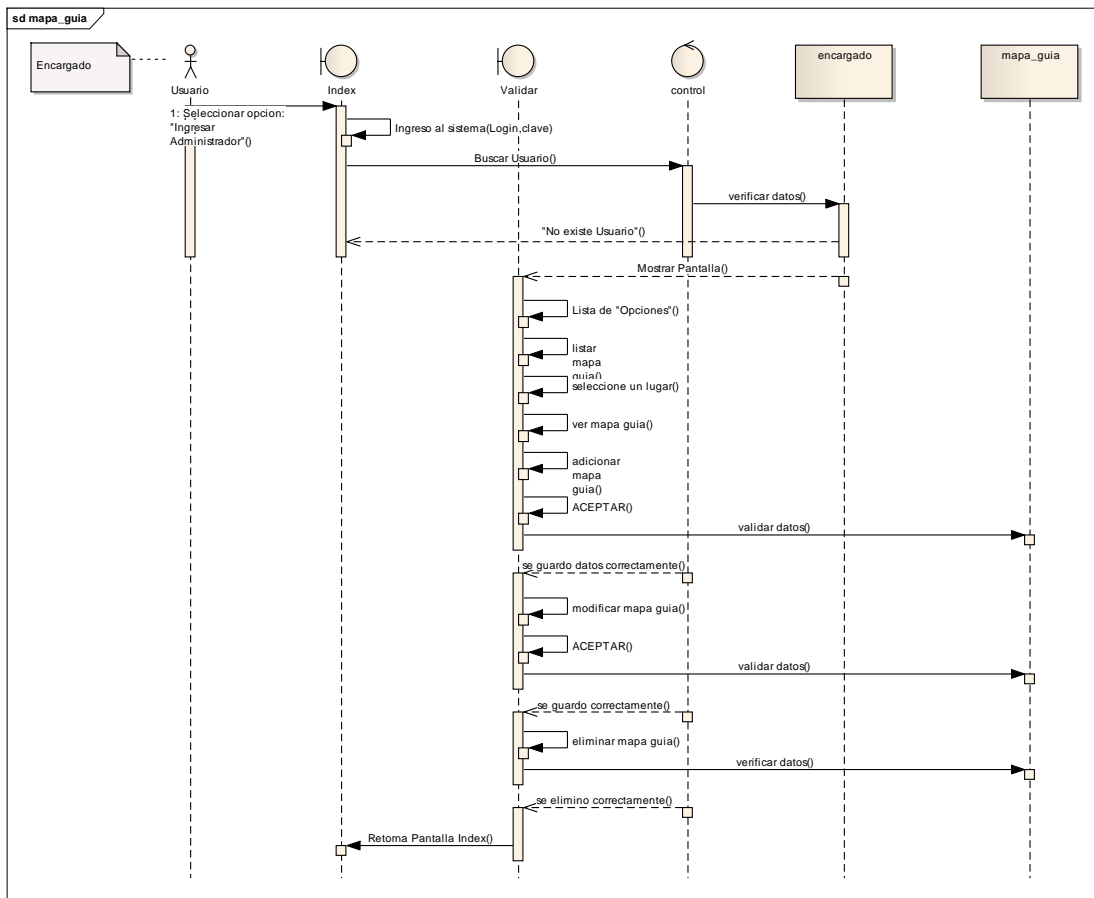 sd mapa_guia
Encargado
Usuario
Index
Validar
control
encargado
mapa_guia
1: Seleccionar opcion:
"Ingresar
Administrador"()
Ingreso al sistema(Login,clave)
Buscar Usuario()
verificar datos()
"No existe Usuario"()
Mostrar Pantalla()
Lista de "Opciones"()
listar
mapa
guia()
seleccione un lugar()
ver mapa guia()
adicionar
mapa
guia()
ACEPTAR()
validar datos()
se guardo datos correctamente()
modificar mapa guia()
ACEPTAR()
validar datos()
se guardo correctamente()
eliminar mapa guia()
verificar datos()
se elimino correctamente()
Retorna Pantalla Index()